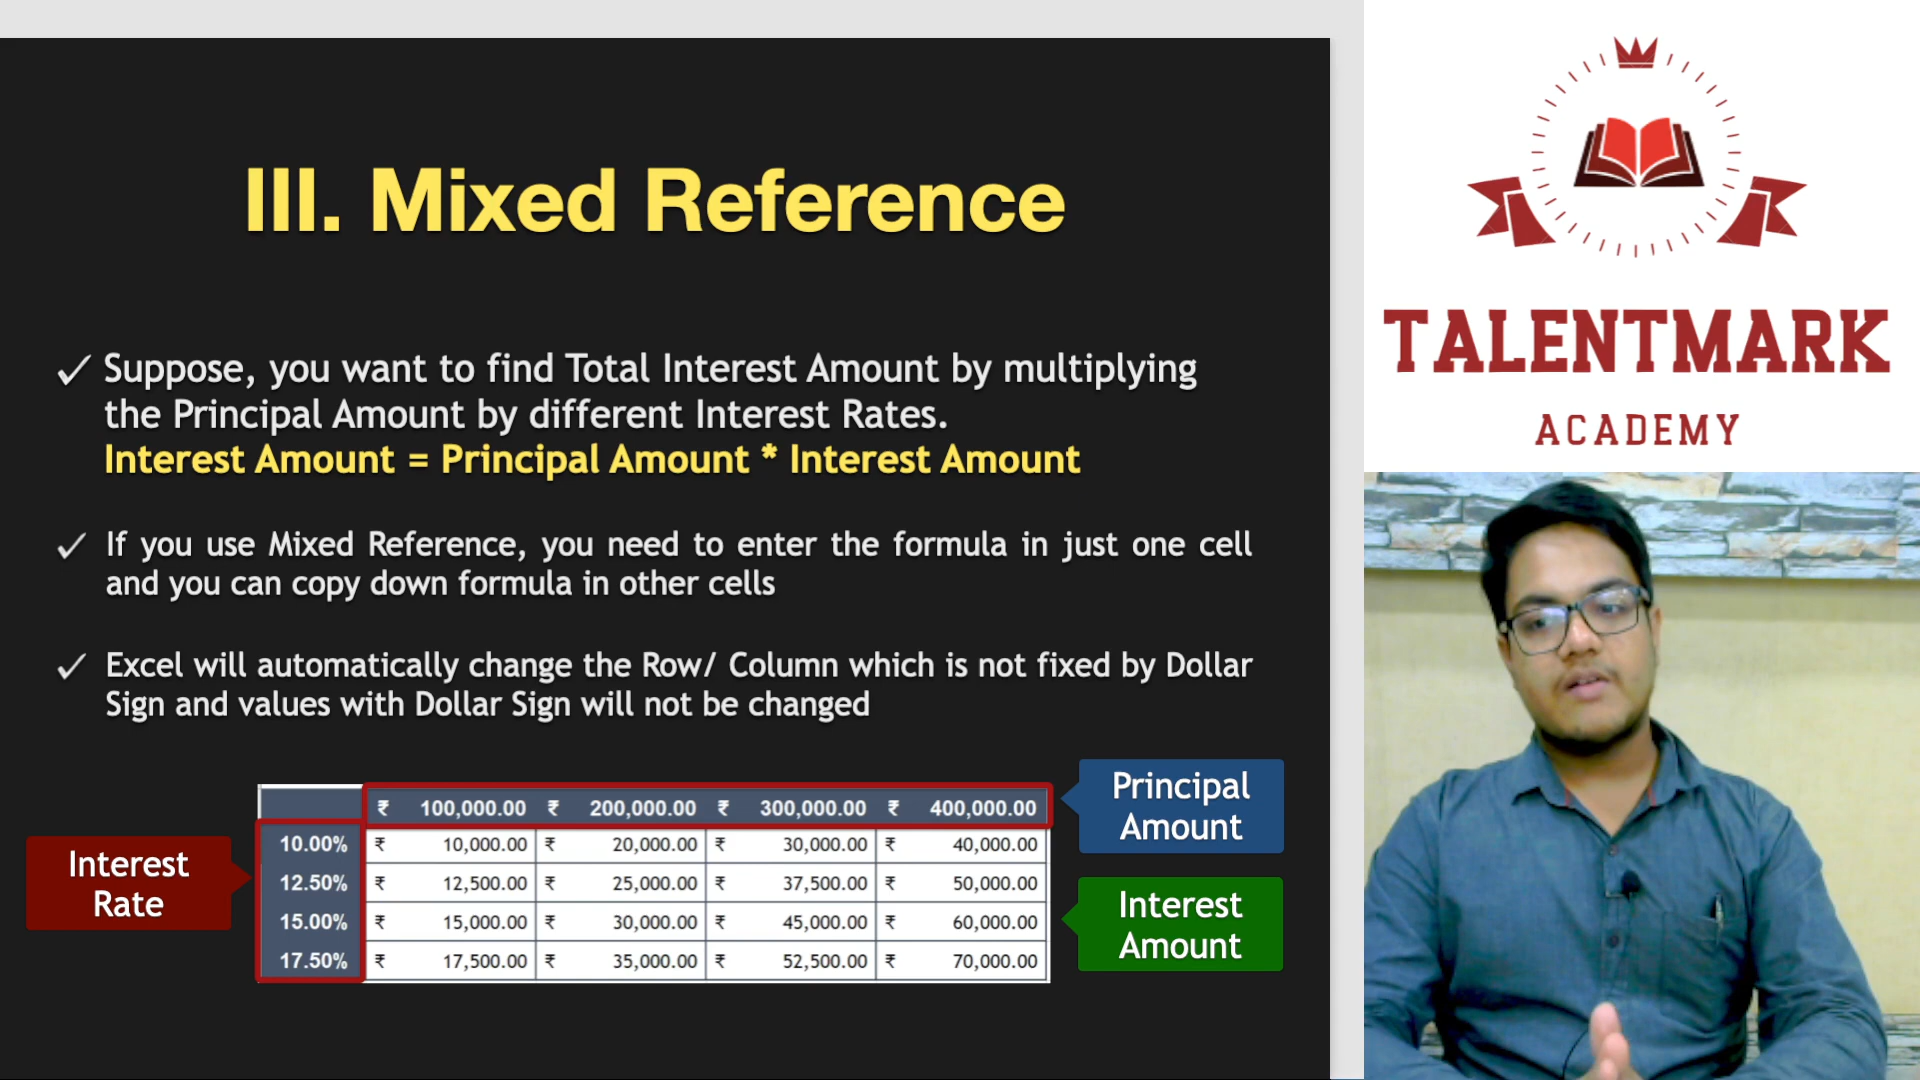 III. Mixed Reference
✓ Suppose, you want to find Total Interest Amount by multiplying
the Principal Amount by different Interest Rates.
Interest Amount = Principal Amount * Interest Amount
✓ If you use Mixed Reference, you need to enter the formula in just one cell
and you can copy down formula in other cells
✓ Excel will automatically change the Row/ Column which is not fixed by Dollar
Sign and values with Dollar Sign will not be changed
₹ 100,000.00 ₹ 200,000.00 ₹ 300,000.00 ₹ 400,000.00
10.00% ₹ 10,000.00 ₹ 20,000.00 ₹ 30,000.00 ₹ 40,000.00
12.50% ₹ 12,500.00 ₹ 25,000.00 ₹ 37,500.00 ₹ 50,000.00
15.00% ₹ 15,000.00 ₹ 30,000.00 ₹ 45,000.00 ₹ 60,000.00
17.50% ₹ 17,500.00 ₹ 35,000.00 ₹ 52,500.00 ₹ 70,000.00
Interest
Rate
Principal
Amount
Interest
Amount
TALENTMARK
ACADEMY